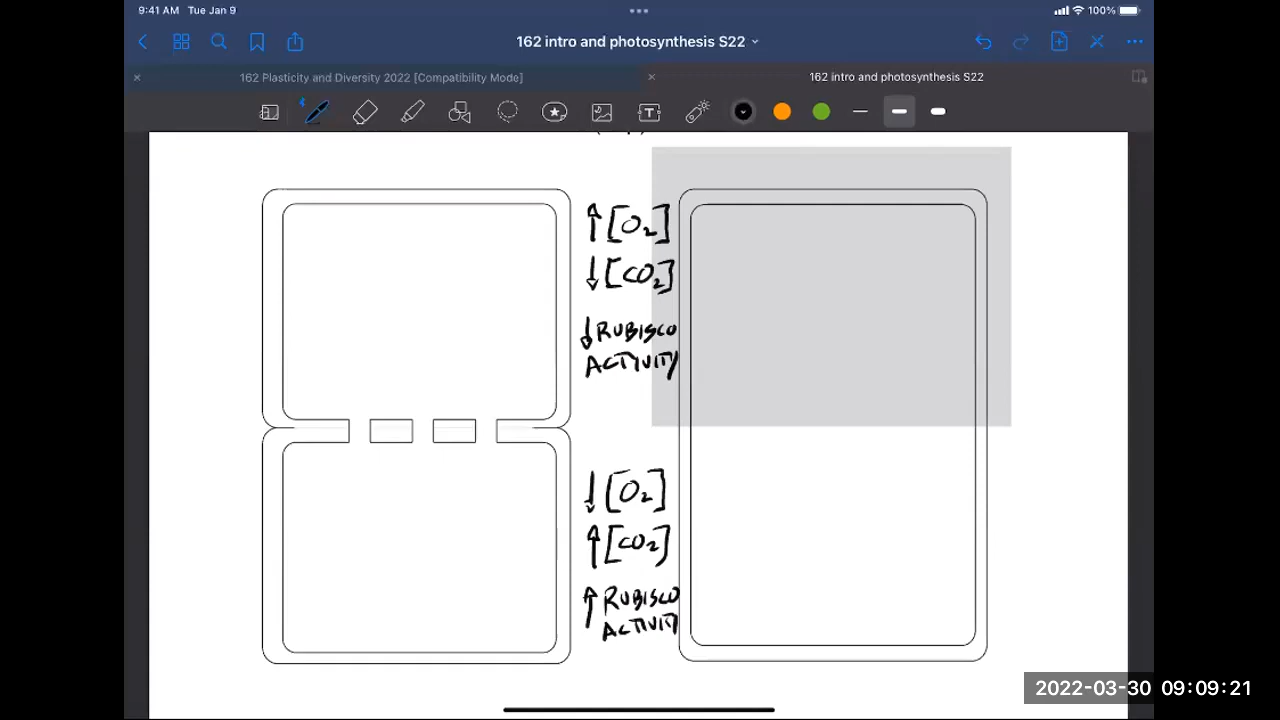 9:41 AM Tue Jan 9
100%
162 intro and photosynthesis S22
162 Plasticity and Diversity 2022 [Compatibility Mode]
162 intro and photosynthesis S22
↑ [O₂]
↓ [CO₂]
↓ RUBISCO
ACTIVITY
↓ [O₂]
↑ [CO₂]
↑ RUBISCO
ACTIVITY
2022-03-30 09:09:21